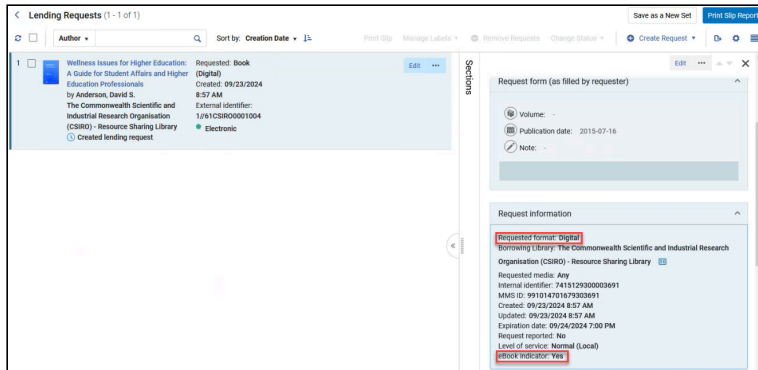 Lending Requests (1 - 1 of 1)
Save as a New Set
Print Slip Report
Author
Sort by: Creation Date
Print Slip
Manage Labels
Remove Requests
Change Status
Create Request
1
Wellness Issues for Higher Education:
A Guide for Student Affairs and Higher
Education Professionals
by Anderson, David S.
The Commonwealth Scientific and
Industrial Research Organisation
(CSIRO) - Resource Sharing Library
Created lending request
Requested: Book
(Digital)
Created: 09/23/2024
8:57 AM
External identifier:
1//61CSIRO0001004
Electronic
Edit
Sections
Edit
Request form (as filled by requester)
Volume: -
Publication date: 2015-07-16
Note: -
Request information
Requested format: Digital
Borrowing Library: The Commonwealth Scientific and Industrial Research
Organisation (CSIRO) - Resource Sharing Library
Requested media: Any
Internal identifier: 7415129300003691
MMS ID: 991014701679303691
Created: 09/23/2024 8:57 AM
Updated: 09/23/2024 8:57 AM
Expiration date: 09/24/2024 7:00 PM
Request reported: No
Level of service: Normal (Local)
eBook Indicator: Yes